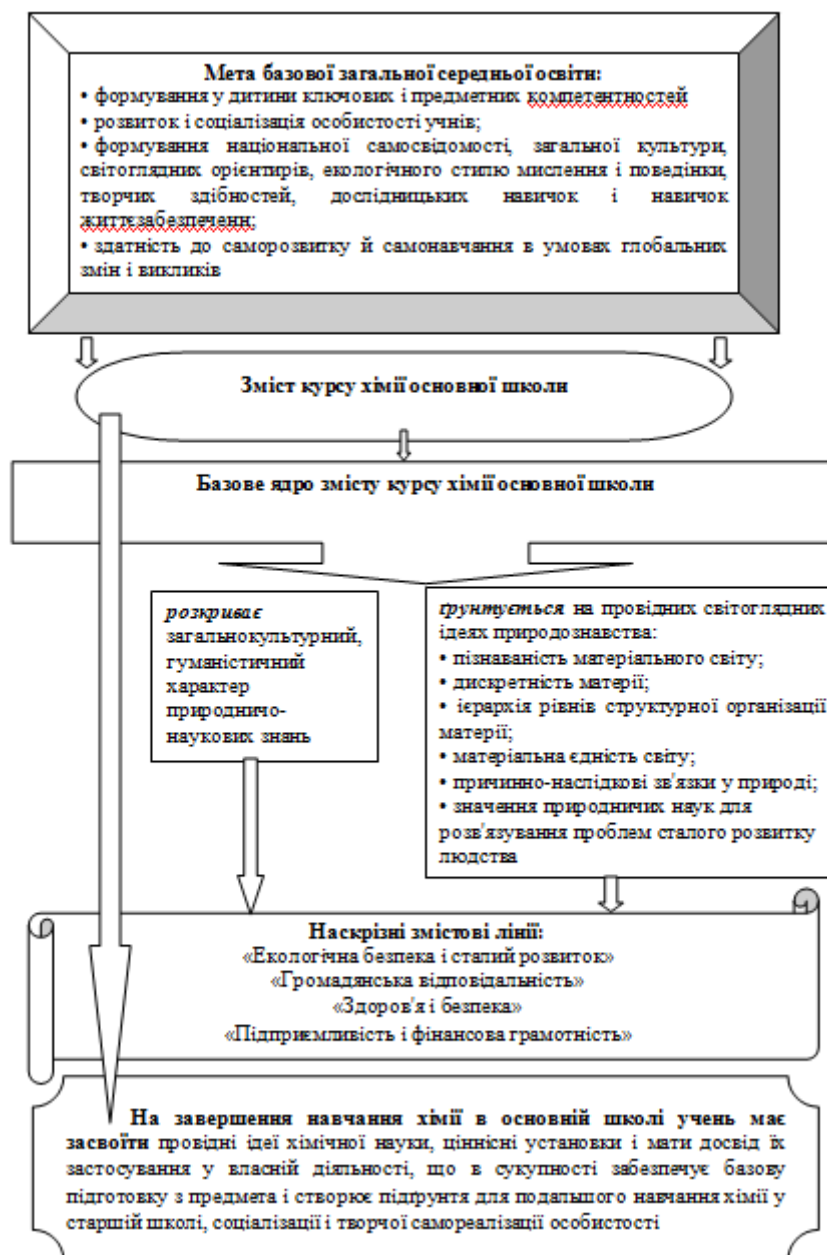 Мета базової загальної середньої освіти:
• формування у дитини ключових і предметних компетентностей
• розвиток і соціалізація особистості учнів;
• формування національної самосвідомості, загальної культури,
світоглядних орієнтирів, екологічного стилю мислення і поведінки,
творчих здібностей, дослідницьких навичок і навичок
життєзабезпеченн;
• здатність до саморозвитку й самонавчання в умовах глобальних
змін і викликів
Зміст курсу хімії основної школи
Базове ядро змісту курсу хімії основної школи
розкриває
загальнокультурний,
гуманістичний
характер
природничо-
наукових знань
ґрунтується на провідних світоглядних
ідеях природознавства:
• пізнаваність матеріального світу;
• дискретність матерії;
• ієрархія рівнів структурної організації
матерії;
• матеріальна єдність світу;
• причинно-наслідкові зв'язки у природі;
• значення природничих наук для
розв'язування проблем сталого розвитку
людства
Наскрізні змістові лінії:
«Екологічна безпека і сталий розвиток»
«Громадянська відповідальність»
«Здоров'я і безпека»
«Підприємливість і фінансова грамотність»
На завершення навчання хімії в основній школі учень має
засвоїти провідні ідеї хімічної науки, ціннісні установки і мати досвід їх
застосування у власній діяльності, що в сукупності забезпечує базову
підготовку з предмета і створює підґрунтя для подальшого навчання хімії у
старшій школі, соціалізації і творчої самореалізації особистості